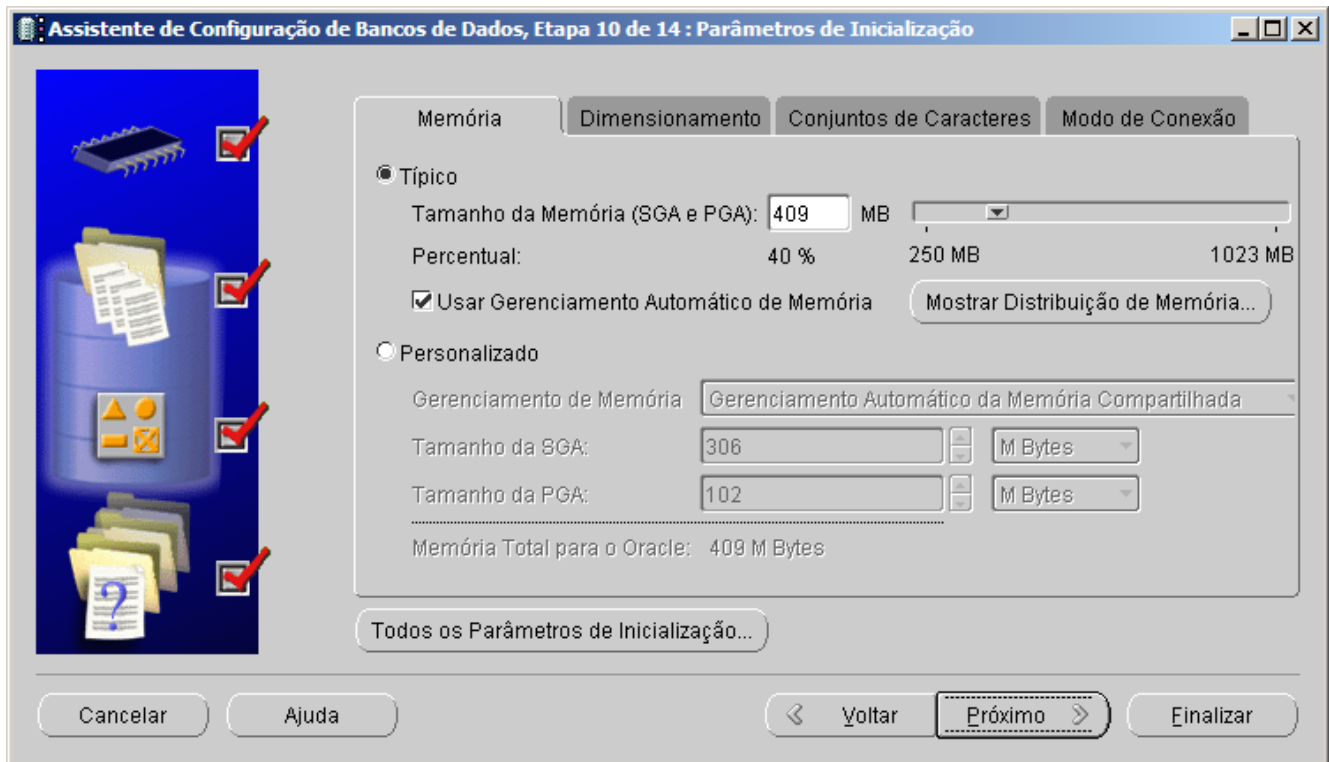 Assistente de Configuração de Bancos de Dados, Etapa 10 de 14 : Parâmetros de Inicialização
Memória Dimensionamento Conjuntos de Caracteres Modo de Conexão
Típico
Tamanho da Memória (SGA e PGA): 409 MB
Percentual: 40 % 250 MB 1023 MB
Usar Gerenciamento Automático de Memória Mostrar Distribuição de Memória...
Personalizado
Gerenciamento de Memória Gerenciamento Automático da Memória Compartilhada
Tamanho da SGA: 306 M Bytes
Tamanho da PGA: 102 M Bytes
Memória Total para o Oracle: 409 M Bytes
?
Todos os Parâmetros de Inicialização...
Cancelar Ajuda Voltar Próximo Finalizar